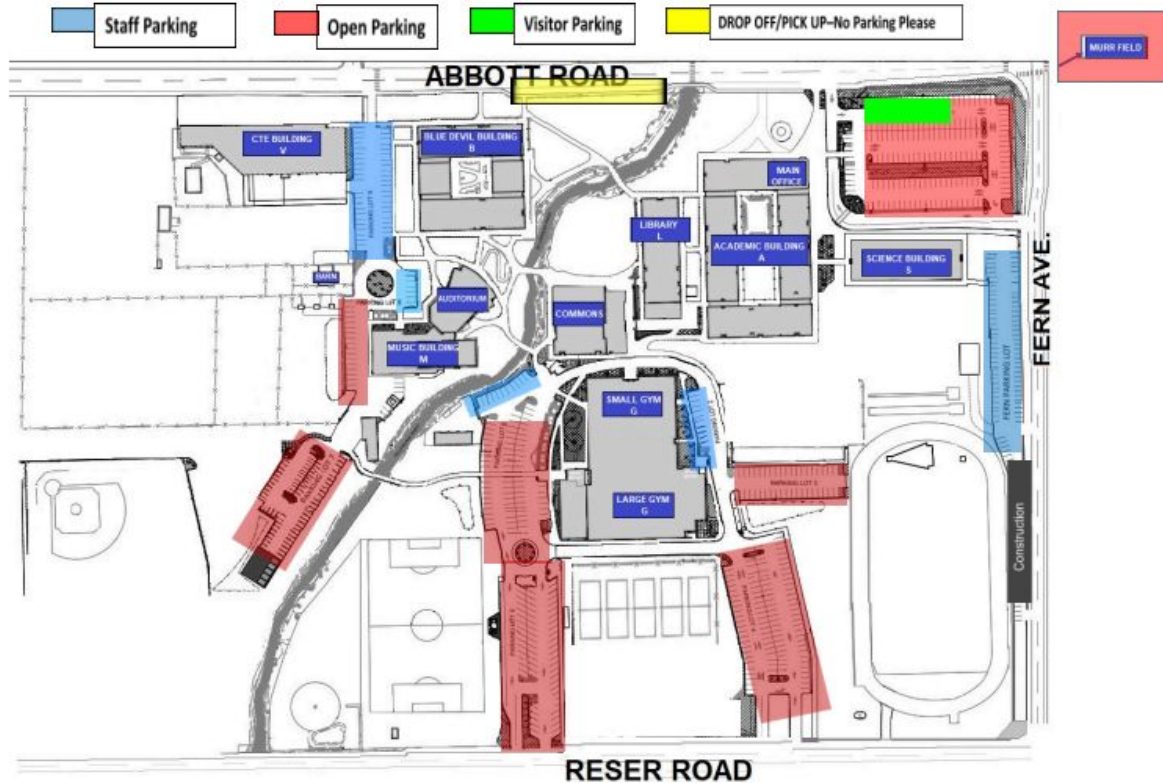 Staff Parking
Open Parking
Visitor Parking
DROP OFF/PICK UP–No Parking Please
MURR FIELD
ABBOTT ROAD
CTE BUILDING
V
BLUE DEVIL BUILDING
B
MAIN
OFFICE
LIBRARY
L
ACADEMIC BUILDING
A
SCIENCE BUILDING
S
FERN AVE.
BARN
AUDITORIUM
COMMONS
MUSIC BUILDING
M
FERN PARKING LOT
SMALL GYM
G
LARGE GYM
G
Construction
RESER ROAD